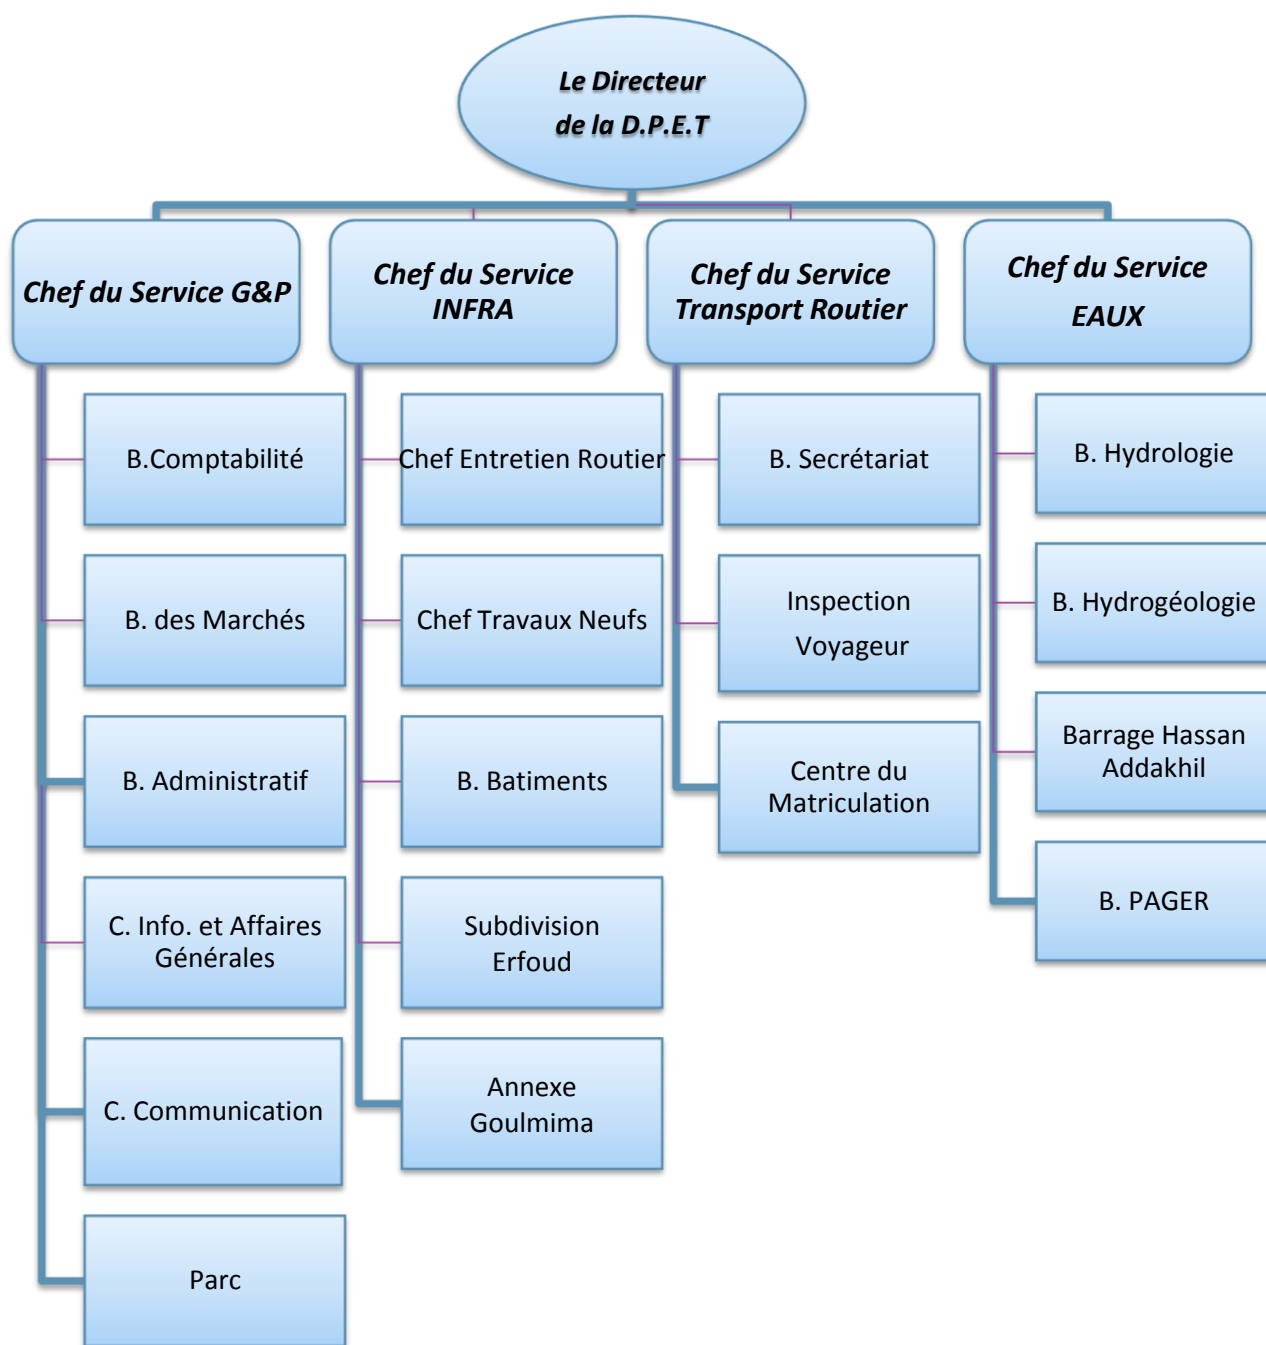 Le Directeur
de la D.P.E.T
Chef du Service G&P
Chef du Service
INFRA
Chef du Service
Transport Routier
Chef du Service
EAUX
B.Comptabilité
B. des Marchés
B. Administratif
C. Info. et Affaires
Générales
C. Communication
Parc
Chef Entretien Routier
Chef Travaux Neufs
B. Batiments
Subdivision
Erfoud
Annexe
Goulmima
B. Secrétariat
Inspection
Voyageur
Centre du
Matriculation
B. Hydrologie
B. Hydrogéologie
Barrage Hassan
Addakhil
B. PAGER